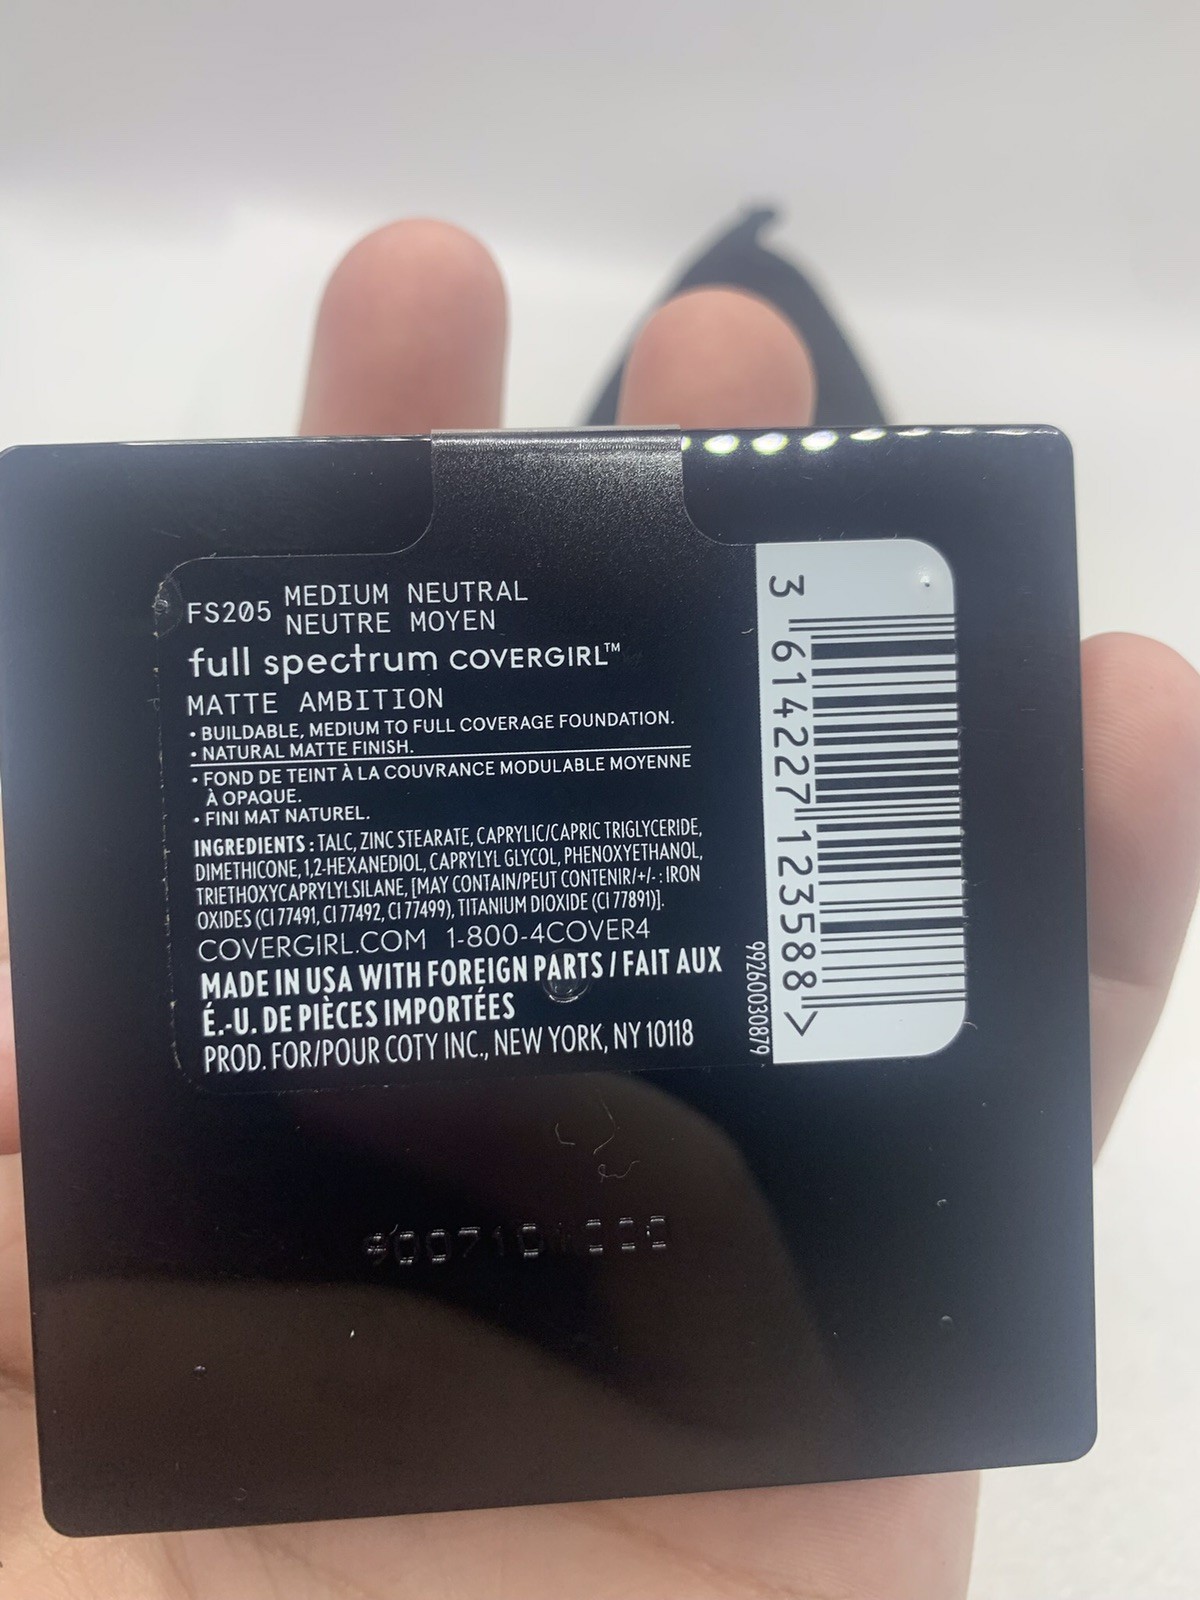 FS205 MEDIUM NEUTRAL
NEUTRE MOYEN
full spectrum COVERGIRL™
MATTE AMBITION
• BUILDABLE, MEDIUM TO FULL COVERAGE FOUNDATION.
• NATURAL MATTE FINISH.
• FOND DE TEINT À LA COUVRANCE MODULABLE MOYENNE
À OPAQUE.
• FINI MAT NATUREL.
INGREDIENTS : TALC, ZINC STEARATE, CAPRYLIC/CAPRIC TRIGLYCERIDE,
DIMETHICONE, 1,2-HEXANEDIOL, CAPRYLYL GLYCOL, PHENOXYETHANOL,
TRIETHOXYCAPRYLYLSILANE, [MAY CONTAIN/PEUT CONTENIR/+/- : IRON
OXIDES (CI 77491, CI 77492, CI 77499), TITANIUM DIOXIDE (CI 77891)].
COVERGIRL.COM 1-800-4COVER4
MADE IN USA WITH FOREIGN PARTS / FAIT AUX
É.-U. DE PIÈCES IMPORTÉES
PROD. FOR/POUR COTY INC., NEW YORK, NY 10118
3 614227 123588 >
99260030879